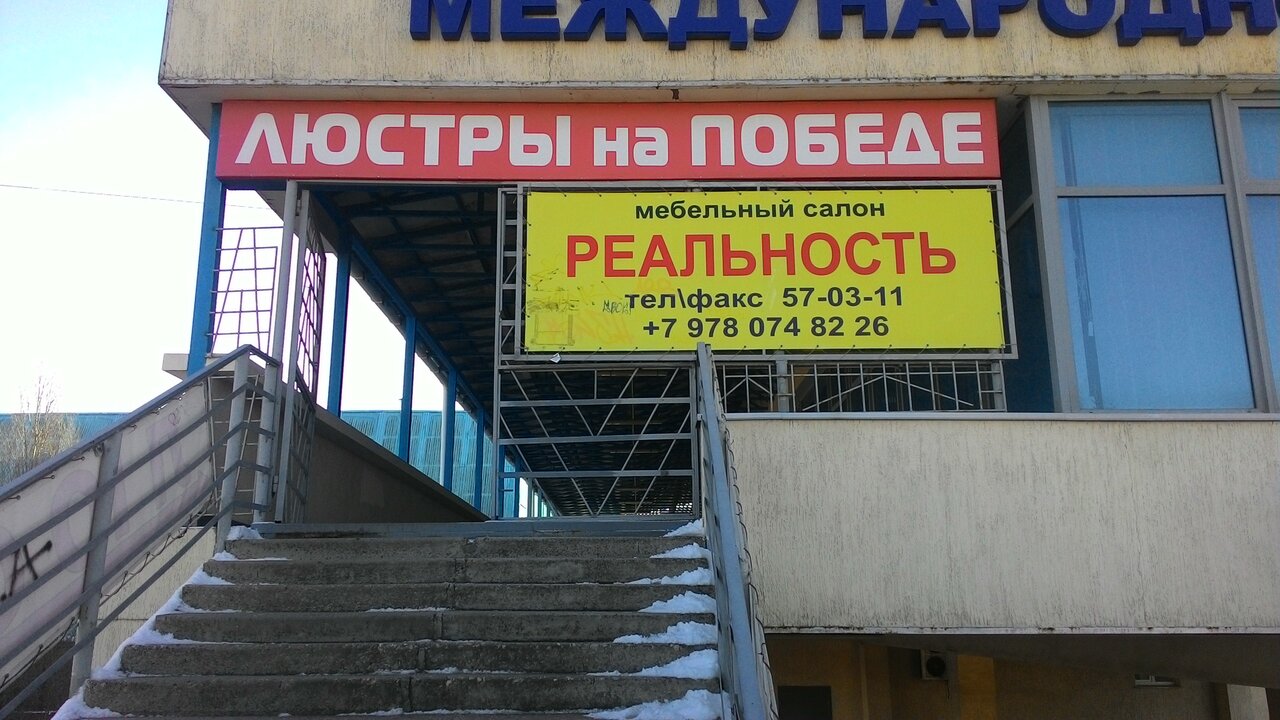 МЕЖДУНАРОДН
ЛЮСТРЫ на ПОБЕДЕ
мебельный салон
РЕАЛЬНОСТЬ
тел\факс 57-03-11
+7 978 074 82 26